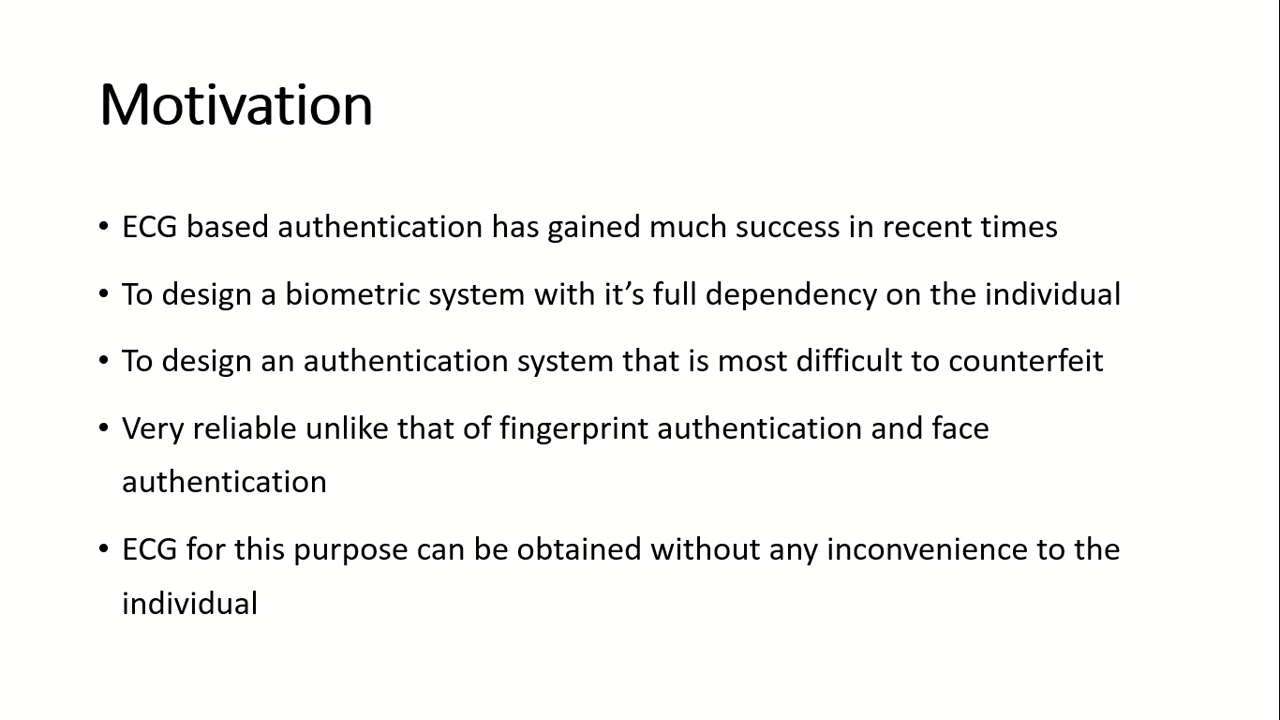 Motivation
• ECG based authentication has gained much success in recent times
• To design a biometric system with it’s full dependency on the individual
• To design an authentication system that is most difficult to counterfeit
• Very reliable unlike that of fingerprint authentication and face
authentication
• ECG for this purpose can be obtained without any inconvenience to the
individual